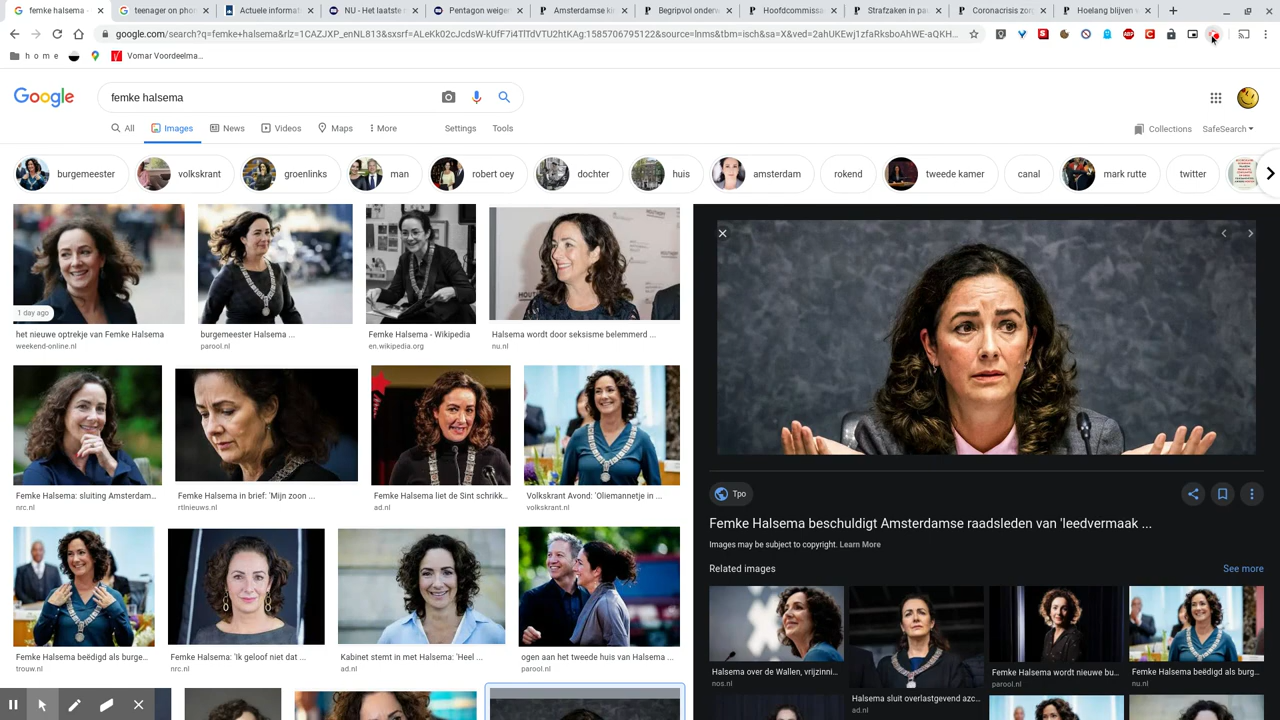 femke halsema -
teenager on pho
Actuele informat
NU - Het laatste
Pentagon weiger
Amsterdamse ki
Begripvol onderw
Hoofdcommissa
Strafzaken in pa
Coronacrisis zor
Hoelang blijven
google.com/search?q=femke+halsema&rlz=1CAZJXP_enNL813&sxsrf=ALeKk02cJcdsW-kUfF7i4TlTdVTU2htKAg:1585706795122&source=lnms&tbm=isch&sa=X&ved=2ahUKEwj1zfaRksboAhWE-aQKH...
h o m e
Vomar Voordeelma...
Google
femke halsema
All
Images
News
Videos
Maps
More
Settings
Tools
Collections
SafeSearch
burgemeester
volkskrant
groenlinks
man
robert oey
dochter
huis
amsterdam
rokend
tweede kamer
canal
mark rutte
twitter
1 day ago
het nieuwe optrekje van Femke Halsema
weekend-online.nl
burgemeester Halsema ...
parool.nl
Femke Halsema - Wikipedia
en.wikipedia.org
Halsema wordt door seksisme belemmerd ...
nu.nl
Femke Halsema: sluiting Amsterdam...
nrc.nl
Femke Halsema in brief: 'Mijn zoon ...
rtlnieuws.nl
Femke Halsema liet de Sint schrikk...
ad.nl
Volkskrant Avond: 'Oliemannetje in ...
volkskrant.nl
Femke Halsema beëdigd als burge...
trouw.nl
Femke Halsema: 'Ik geloof niet dat ...
nrc.nl
Kabinet stemt in met Halsema: 'Heel ...
ad.nl
ogen aan het tweede huis van Halsema ...
parool.nl
Tpo
Femke Halsema beschuldigt Amsterdamse raadsleden van 'leedvermaak ...
Images may be subject to copyright. Learn More
Related images
See more
Halsema over de Wallen, vrijzinni...
nos.nl
Halsema sluit overlastgevend azc...
ad.nl
Femke Halsema wordt nieuwe bu...
parool.nl
Femke Halsema beëdigd als burg...
nu.nl